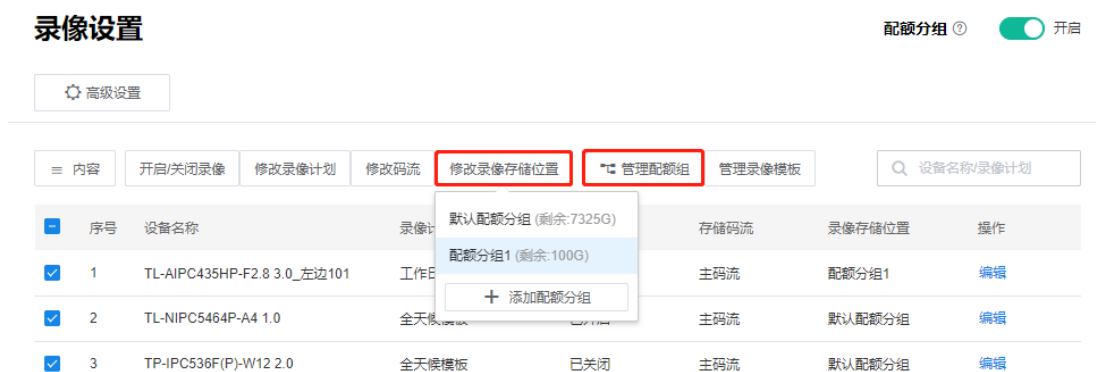 录像设置
配额分组 ? 开启
高级设置
内容 开启/关闭录像 修改录像计划 修改码流 修改录像存储位置 管理配额组 管理录像模板 设备名称/录像计划
默认配额分组 (剩余:7325G)
配额分组1 (剩余:100G)
添加配额分组
序号 设备名称 录像 存储码流 录像存储位置 操作
1 TL-AIPC435HP-F2.8 3.0_左边101 工作日 主码流 配额分组1 编辑
2 TL-NIPC5464P-A4 1.0 全天候模板 主码流 默认配额分组 编辑
3 TP-IPC536F(P)-W12 2.0 全天候模板 已关闭 主码流 默认配额分组 编辑